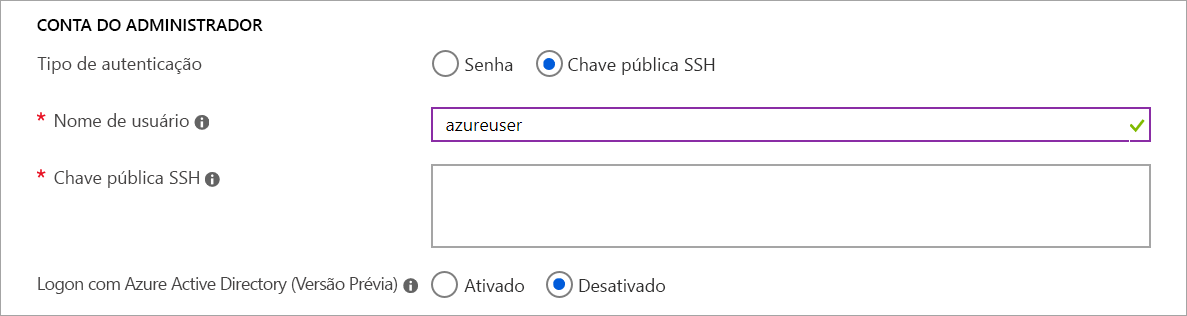 CONTA DO ADMINISTRADOR
Tipo de autenticação Senha Chave pública SSH
* Nome de usuário azureuser
* Chave pública SSH
Logon com Azure Active Directory (Versão Prévia) Ativado Desativado